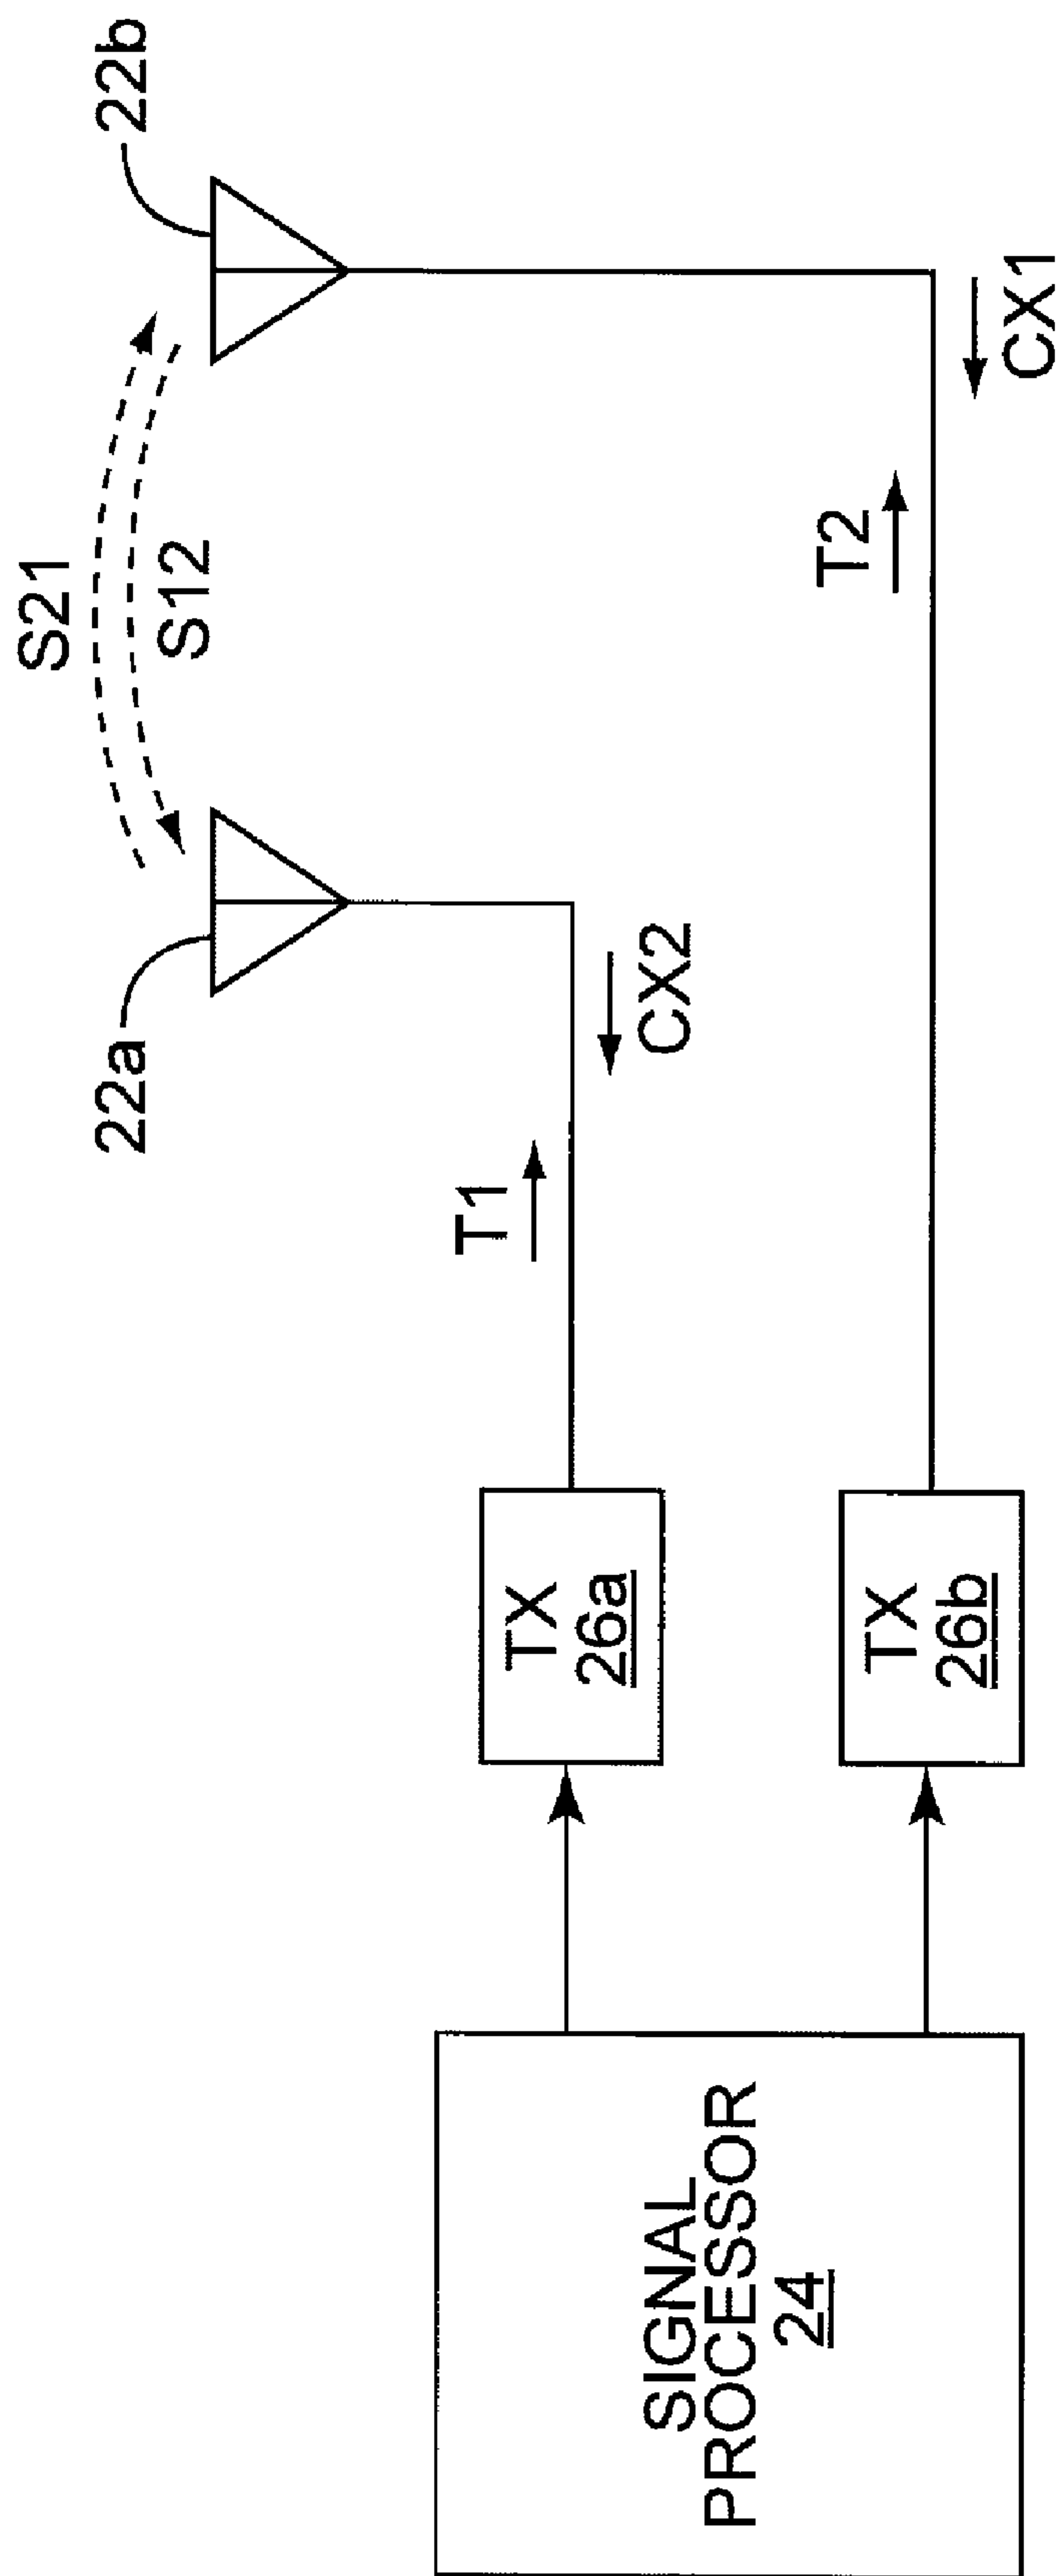 S21
S12
22a
22b
T1
CX2
T2
CX1
TX
26a
TX
26b
SIGNAL
PROCESSOR
24